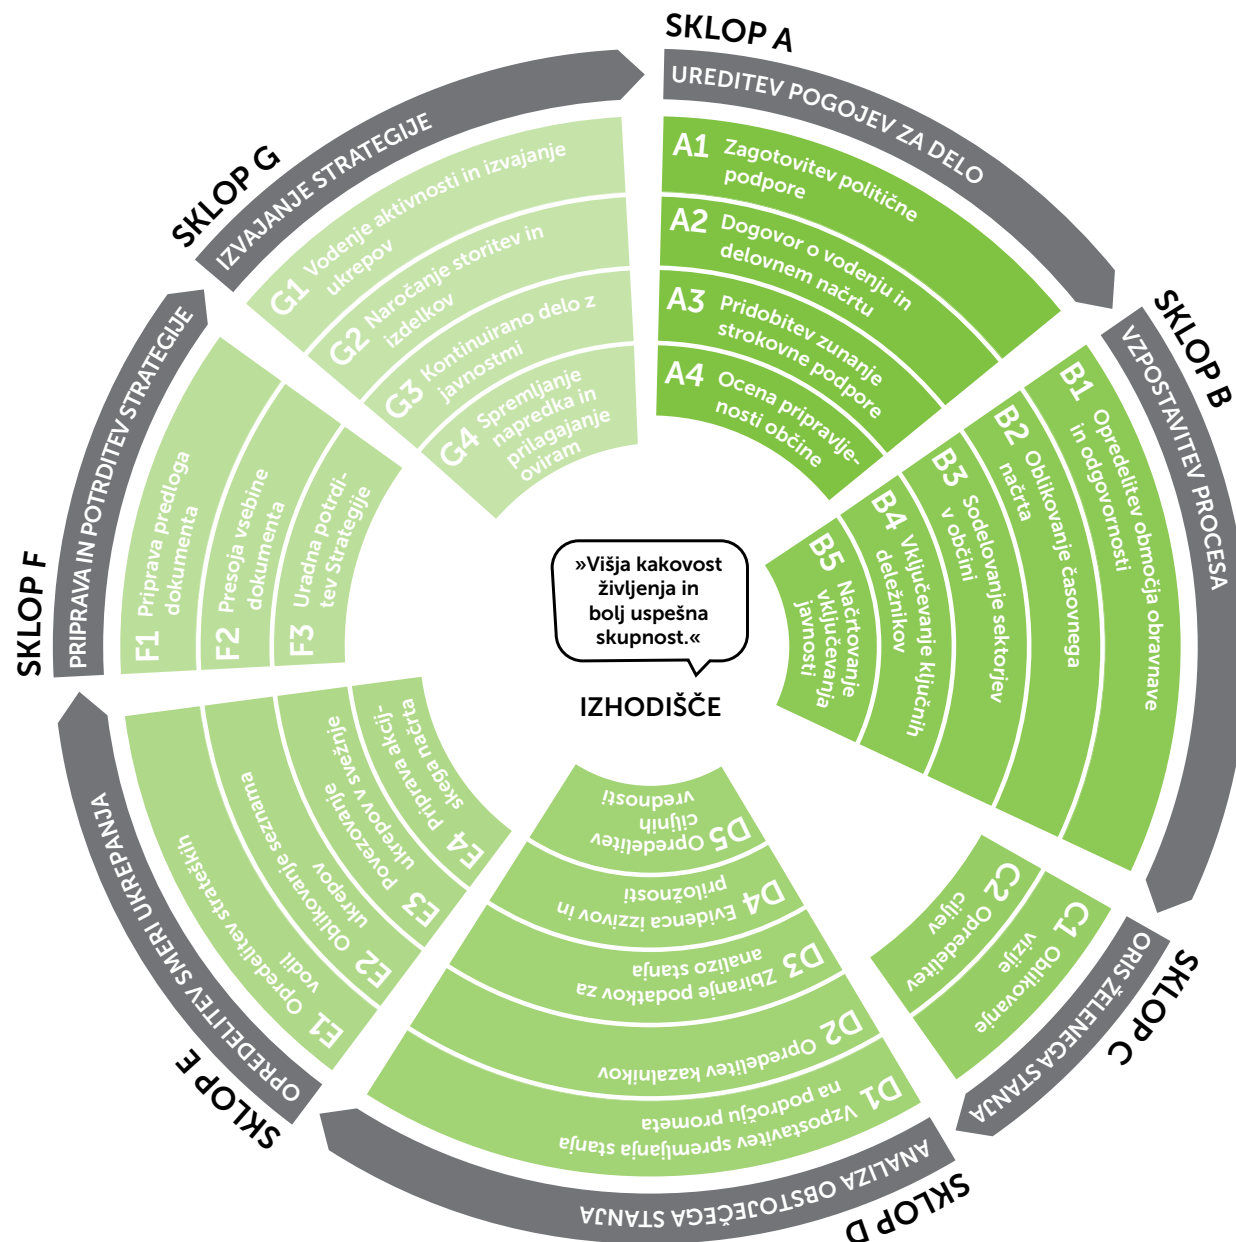 SKLOP A
UREDITEV POGOJEV ZA DELO
A1 Zagotovitev politične
podpore
A2 Dogovor o vodenju in
delovnem načrtu
A3 Pridobitev zunanje
strokovne podpore
A4 Ocena pripravlje-
nosti občine
SKLOP B
VZPOSTAVITEV PROCESA
B1 Opredelitev območja obravnave
in odgovornosti
B2 Oblikovanje časovnega
načrta
B3 Sodelovanje sektorjev
v občini
B4 Vključevanje ključnih
deležnikov
B5 Načrtovanje
vključevanja
javnosti
SKLOP C
ORIS ŽELENEGA STANJA
C1 Oblikovanje
vizije
C2 Opredelitev
ciljev
SKLOP D
ANALIZA OBSTOJEČEGA STANJA
D1 Vzpostavitev spremljanja stanja
na področju prometa
D2 Opredelitev kazalnikov
D3 Zbiranje podatkov za
analizo stanja
D4 Evidenca izzivov in
priložnosti
D5 Opredelitev
ciljnih
vrednosti
SKLOP E
OPREDELITEV SMERI UKREPANJA
E1 Opredelitev strateških
vodil
E2 Oblikovanje seznama
ukrepov
E3 Povezovanje
ukrepov v svežnje
E4 Priprava akcij-
skega načrta
SKLOP F
PRIPRAVA IN POTRDITEV STRATEGIJE
F1 Priprava predloga
dokumenta
F2 Presoja vsebine
dokumenta
F3 Uradna potrdi-
tev Strategije
SKLOP G
IZVAJANJE STRATEGIJE
G1 Vodenje aktivnosti in izvajanje
ukrepov
G2 Naročanje storitev in
izdelkov
G3 Kontinuirano delo z
javnostmi
G4 Spremljanje
napredka in
prilagajanje
oviram
»Višja kakovost
življenja in
bolj uspešna
skupnost.«
IZHODIŠČE